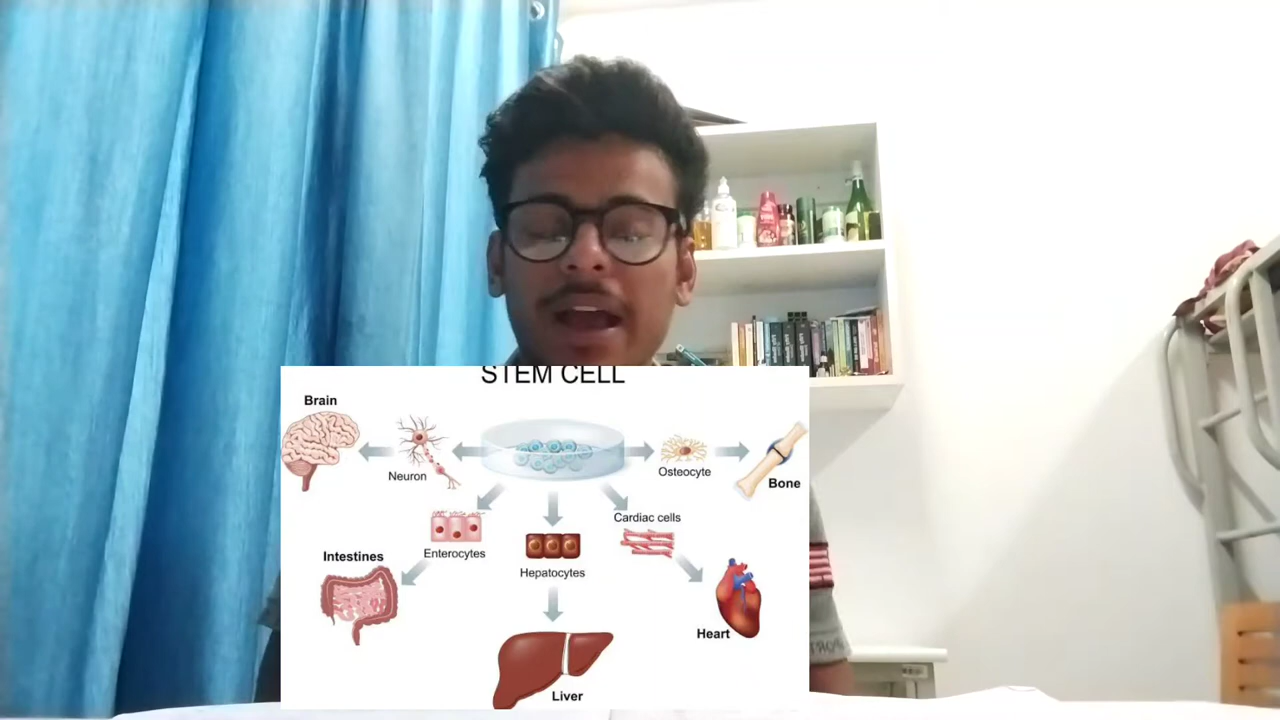 STEM CELL
Brain
Neuron
Osteocyte
Bone
Cardiac cells
Enterocytes
Intestines
Hepatocytes
Heart
Liver